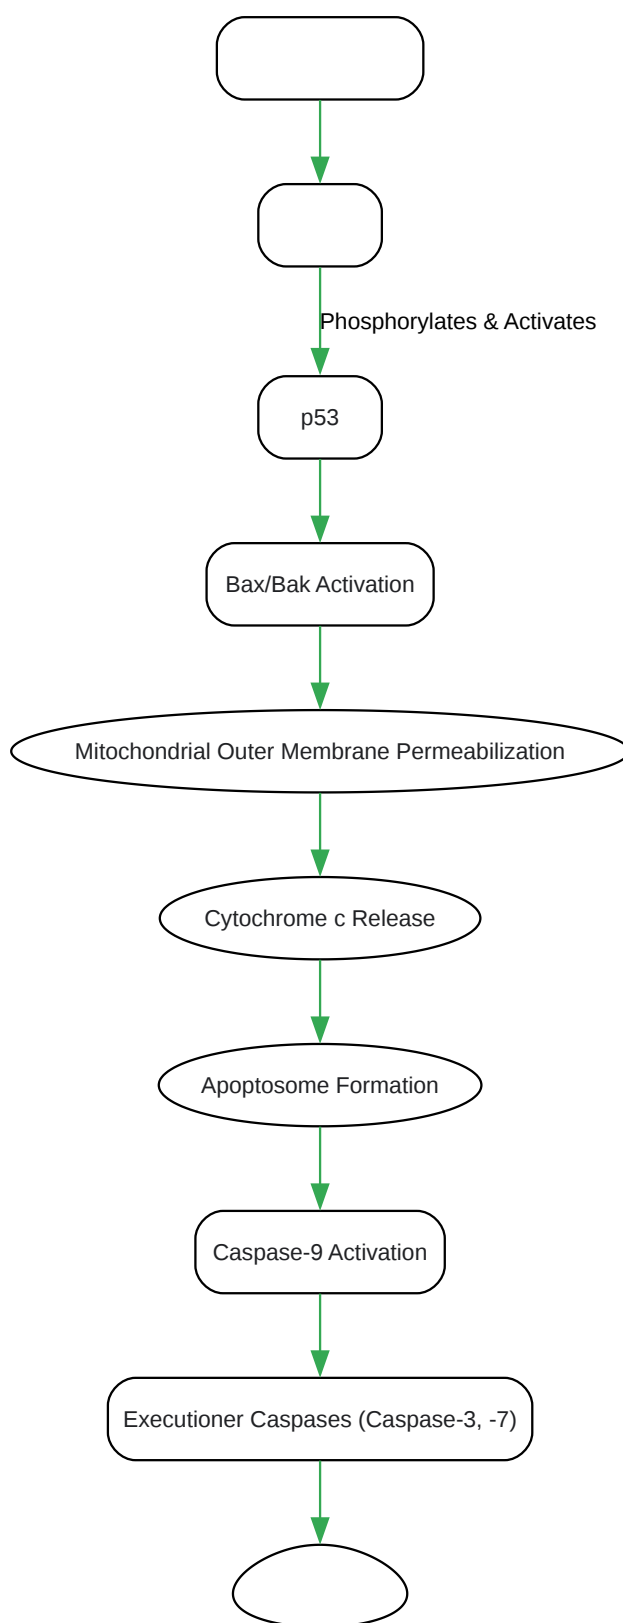 Phosphorylates & Activates
p53
Bax/Bak Activation
Mitochondrial Outer Membrane Permeabilization
Cytochrome c Release
Apoptosome Formation
Caspase-9 Activation
Executioner Caspases (Caspase-3, -7)